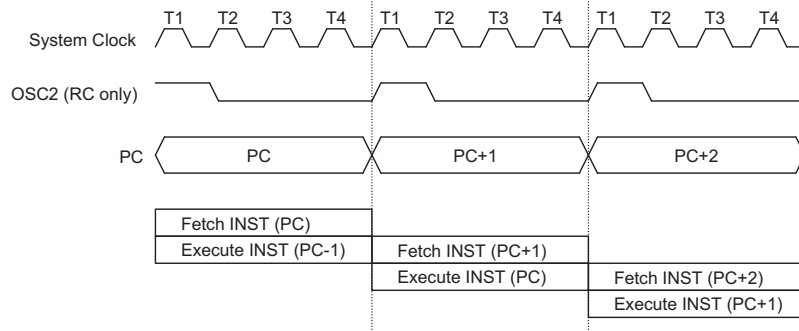 T1 T2 T3 T4 T1 T2 T3 T4 T1 T2 T3 T4
System Clock
OSC2 (RC only)
PC PC PC+1 PC+2
Fetch INST (PC)
Execute INST (PC-1) Fetch INST (PC+1)
Execute INST (PC) Fetch INST (PC+2)
Execute INST (PC+1)